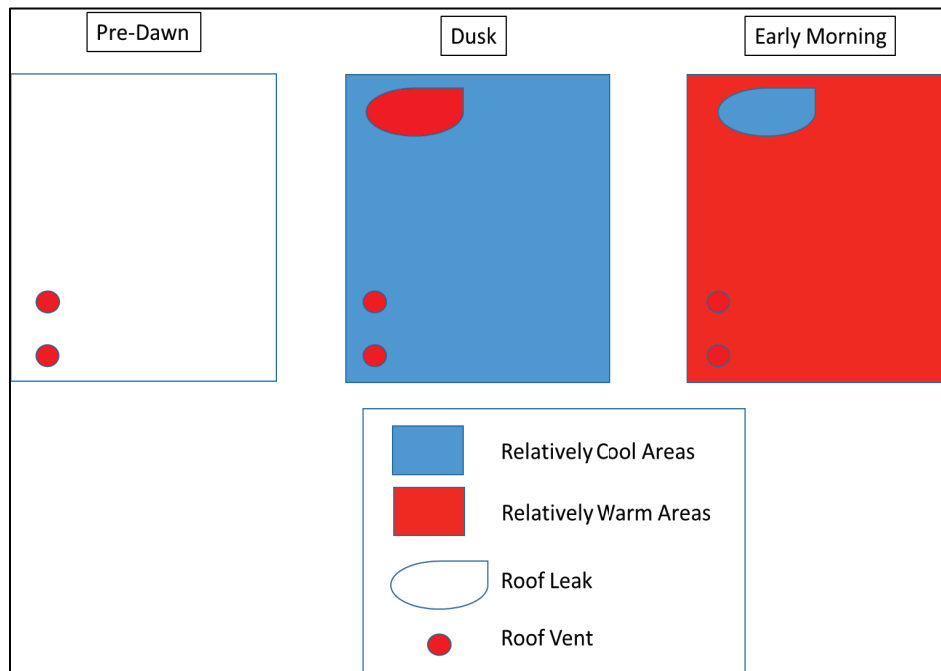 Pre-Dawn
Dusk
Early Morning
Relatively Cool Areas
Relatively Warm Areas
Roof Leak
Roof Vent